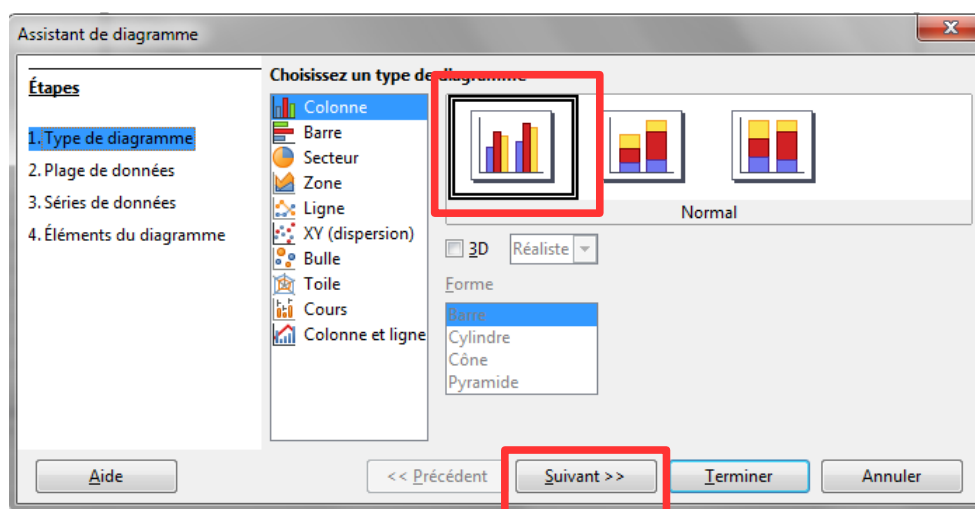 Assistant de diagramme
x
Étapes
1. Type de diagramme
2. Plage de données
3. Séries de données
4. Éléments du diagramme
Choisissez un type de diagramme
Colonne
Barre
Secteur
Zone
Ligne
XY (dispersion)
Bulle
Toile
Cours
Colonne et ligne
Normal
3D Réaliste
Forme
Barre
Cylindre
Cône
Pyramide
Aide << Précédent Suivant >> Terminer Annuler